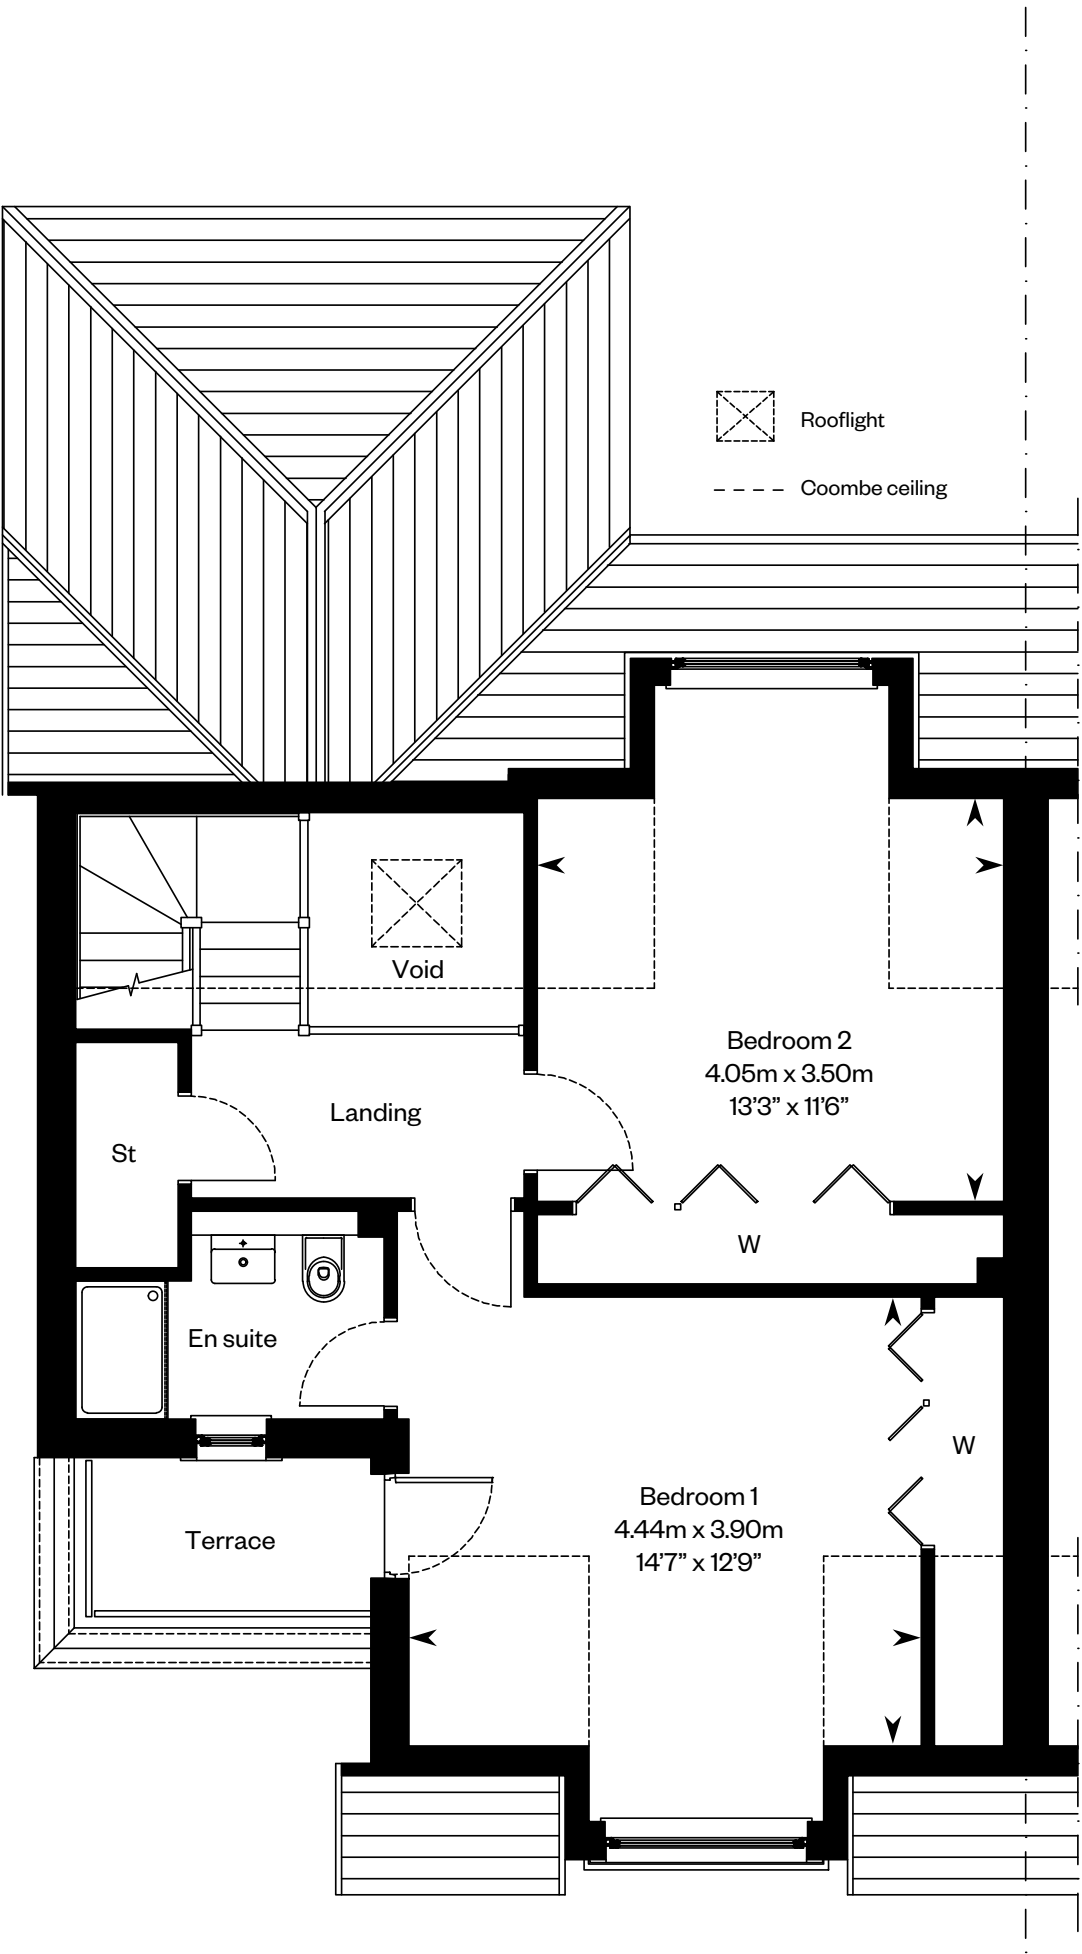 Rooflight
Coombe ceiling
Void
Bedroom 2
4.05m x 3.50m
13’3” x 11’6”
Landing
St
W
En suite
W
Bedroom 1
4.44m x 3.90m
14’7” x 12’9”
Terrace